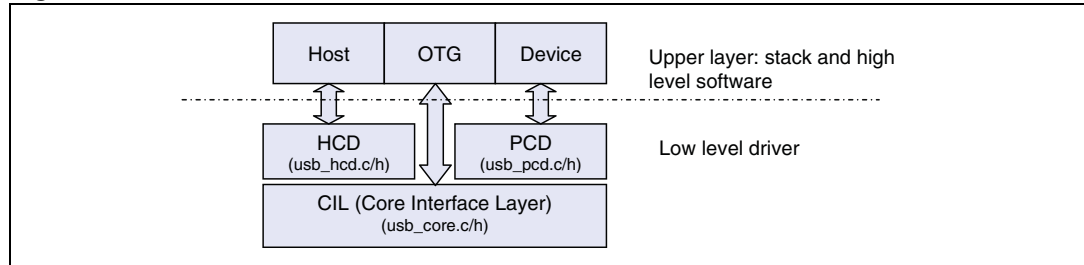 Host OTG Device
Upper layer: stack and high
level software
HCD
(usb_hcd.c/h)
PCD
(usb_pcd.c/h)
Low level driver
CIL (Core Interface Layer)
(usb_core.c/h)